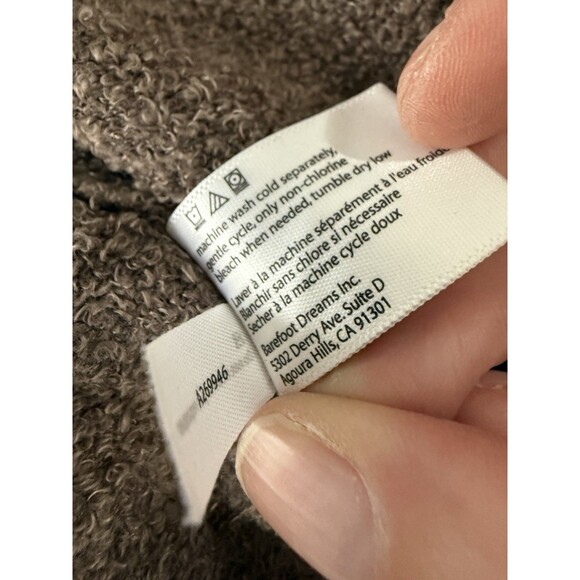 machine wash cold separately,
gentle cycle, only non-chlorine
bleach when needed, tumble dry low
Laver à la machine séparément à l'eau froide
Blanchir sans chlore si nécessaire
Secher à la machine cycle doux
Barefoot Dreams Inc.
5302 Derry Ave. Suite D
Agoura Hills, CA 91301
A269946